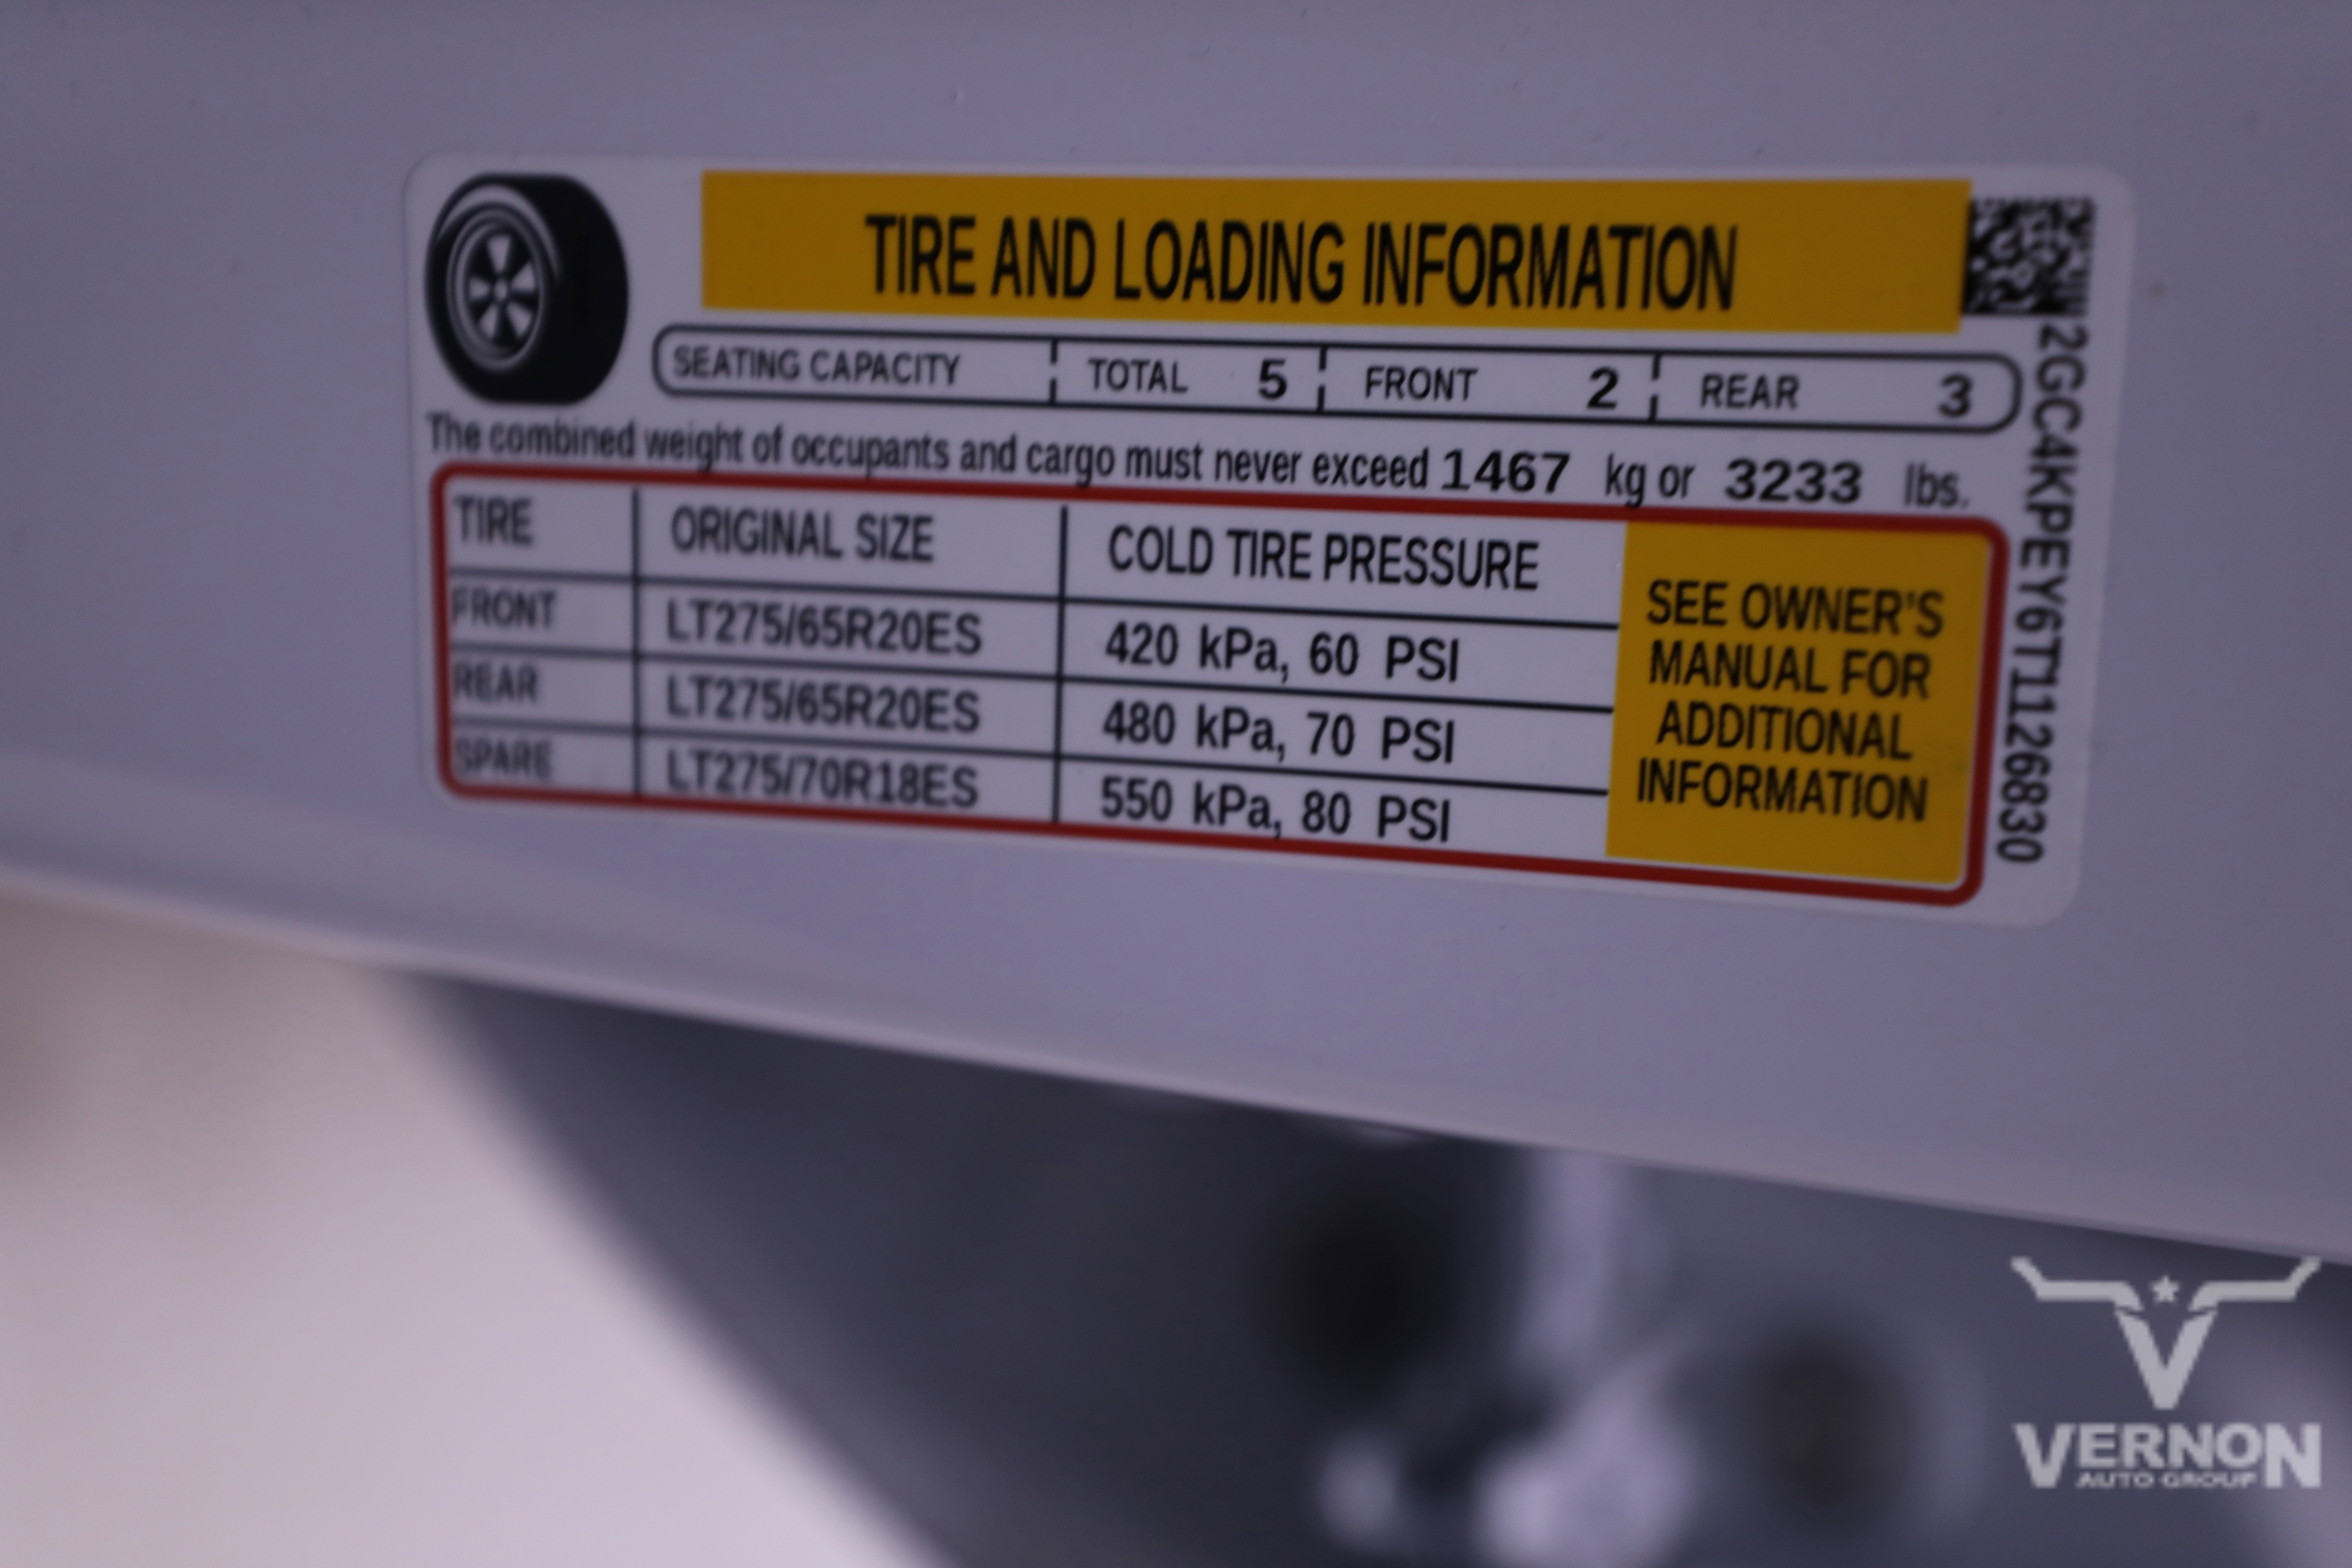 TIRE AND LOADING INFORMATION
SEATING CAPACITY TOTAL 5 FRONT 2 REAR 3
The combined weight of occupants and cargo must never exceed 1467 kg or 3233 lbs.
TIRE ORIGINAL SIZE COLD TIRE PRESSURE
FRONT LT275/65R20ES 420 kPa, 60 PSI
REAR LT275/65R20ES 480 kPa, 70 PSI
SPARE LT275/70R18ES 550 kPa, 80 PSI
SEE OWNER'S
MANUAL FOR
ADDITIONAL
INFORMATION
2GC4KPEY6T1126830
VERNON
AUTO GROUP